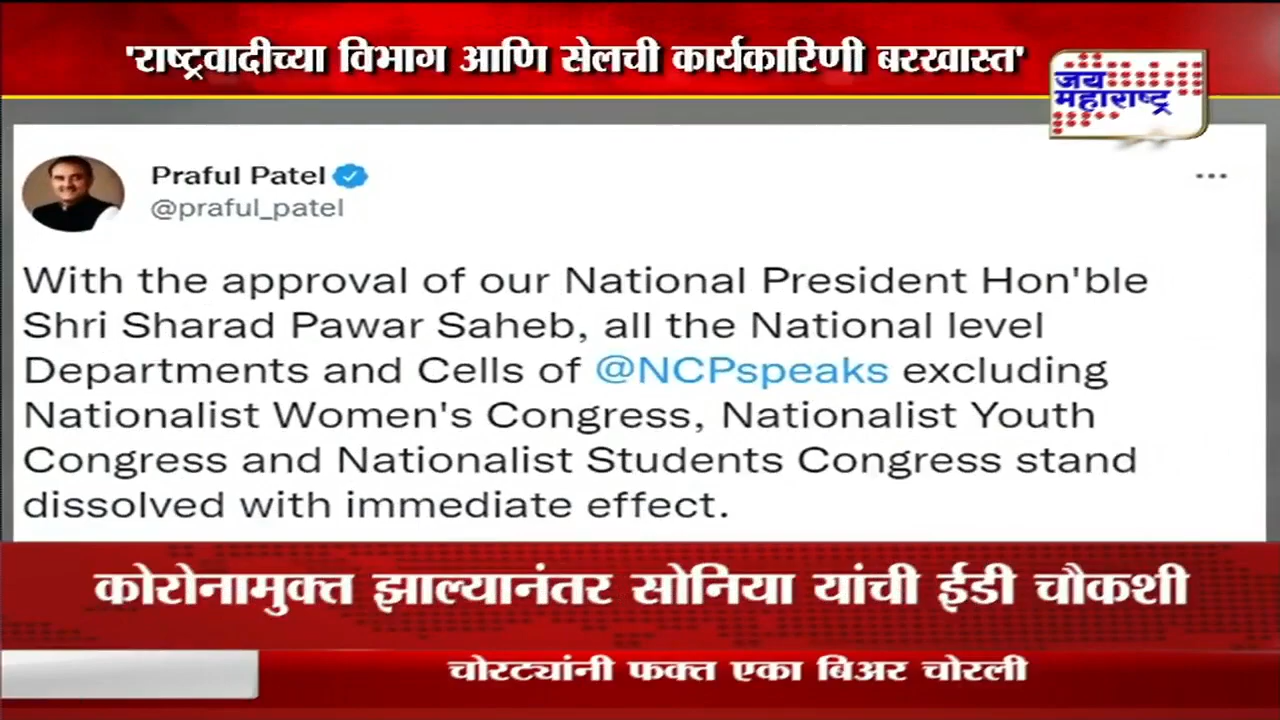 'राष्ट्रवादीच्या विभाग आणि सेलची कार्यकारिणी बरखास्त'
जय
महाराष्ट्र
Praful Patel
@praful_patel
With the approval of our National President Hon'ble
Shri Sharad Pawar Saheb, all the National level
Departments and Cells of @NCPspeaks excluding
Nationalist Women's Congress, Nationalist Youth
Congress and Nationalist Students Congress stand
dissolved with immediate effect.
कोरोनामुक्त झाल्यानंतर सोनिया यांची ईडी चौकशी
चोरट्यांनी फक्त एका बिअर चोरली